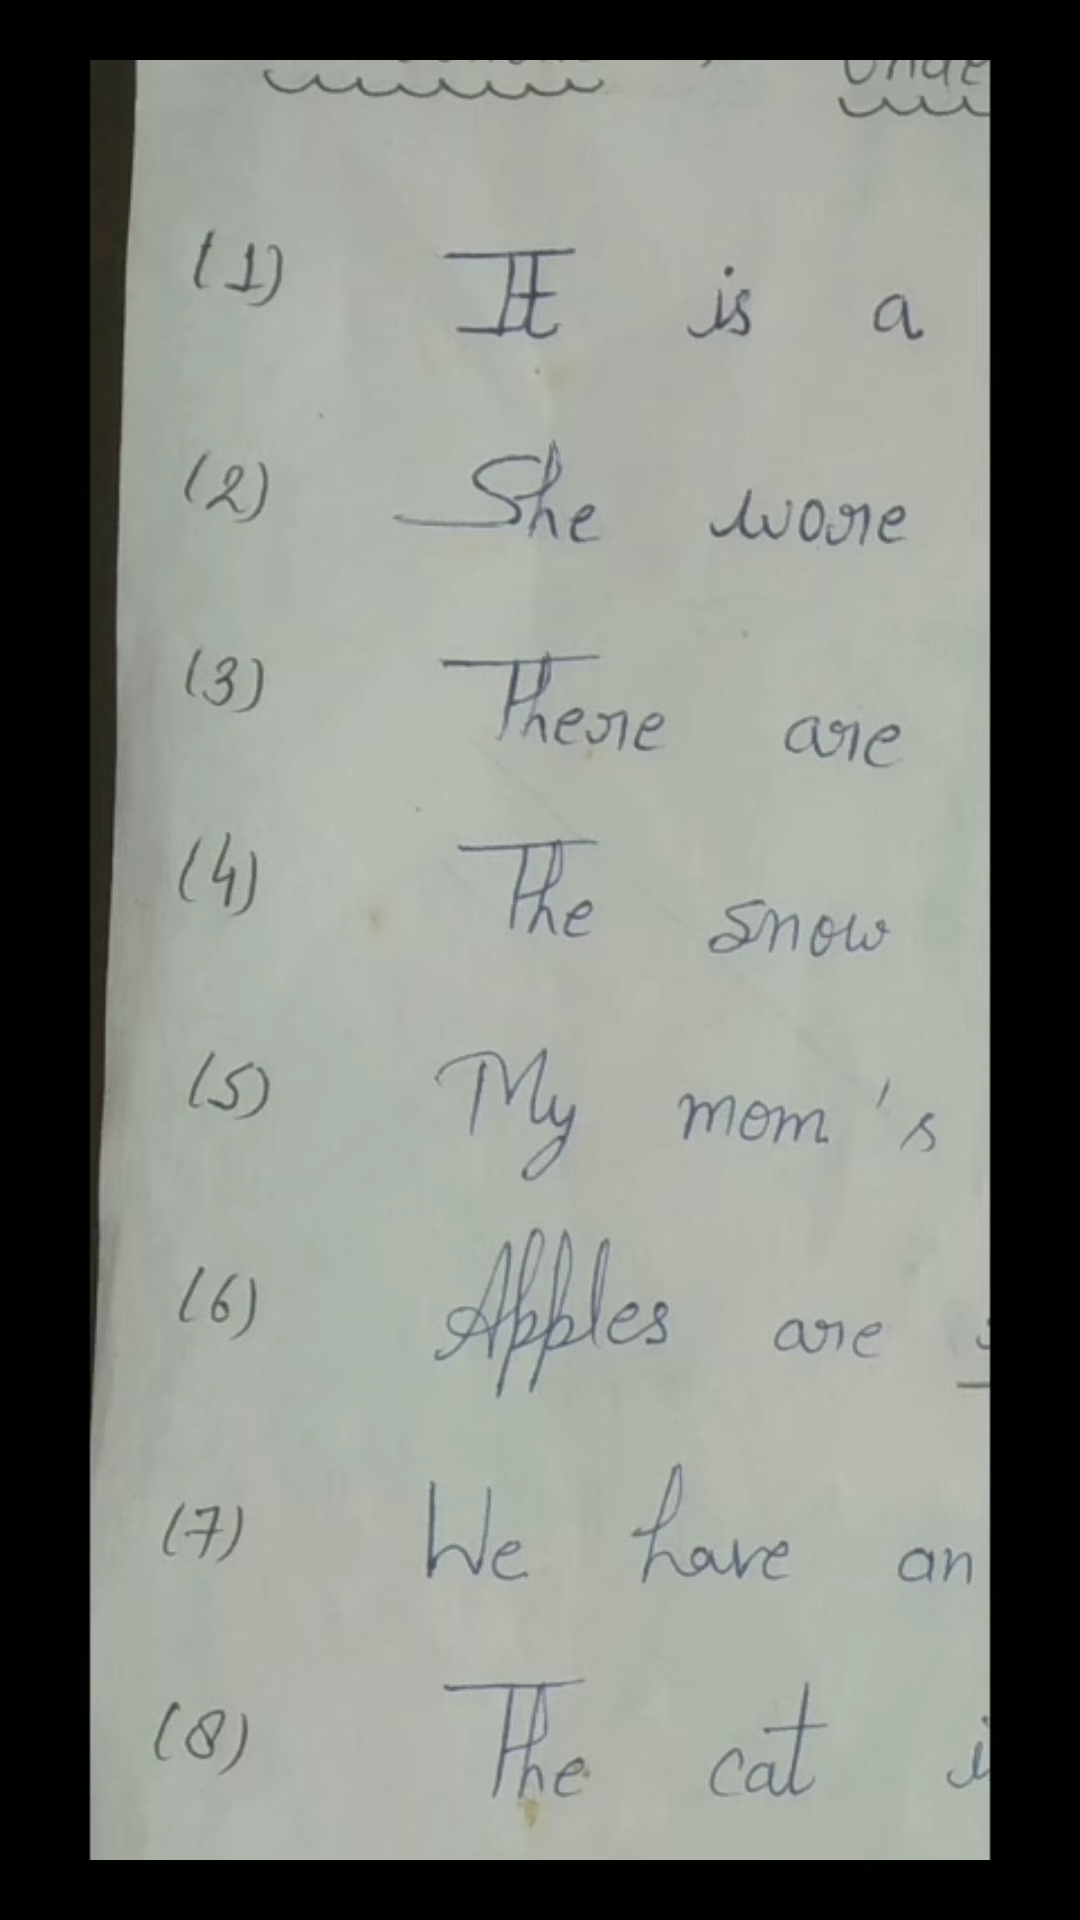 (1) It is a
(2) She wore
(3) There are
(4) The snow
(5) My mom's
(6) Apples are
(7) We have an
(8) The cat